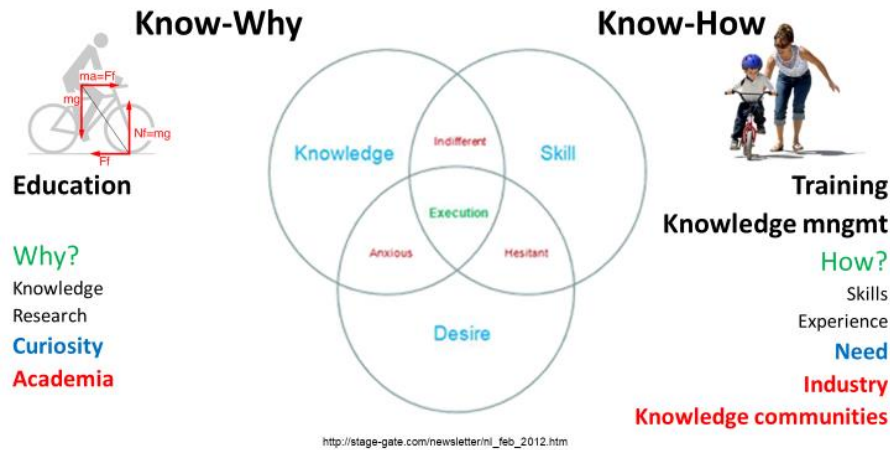 Know-Why
Know-How
ma=Ff
mg
Nf=mg
Ff
Education
Why?
Knowledge
Research
Curiosity
Academia
Knowledge
Indifferent
Skill
Execution
Anxious
Hesitant
Desire
Training
Knowledge mngmt
How?
Skills
Experience
Need
Industry
Knowledge communities
http://stage-gate.com/newsletter/nl_feb_2012.htm